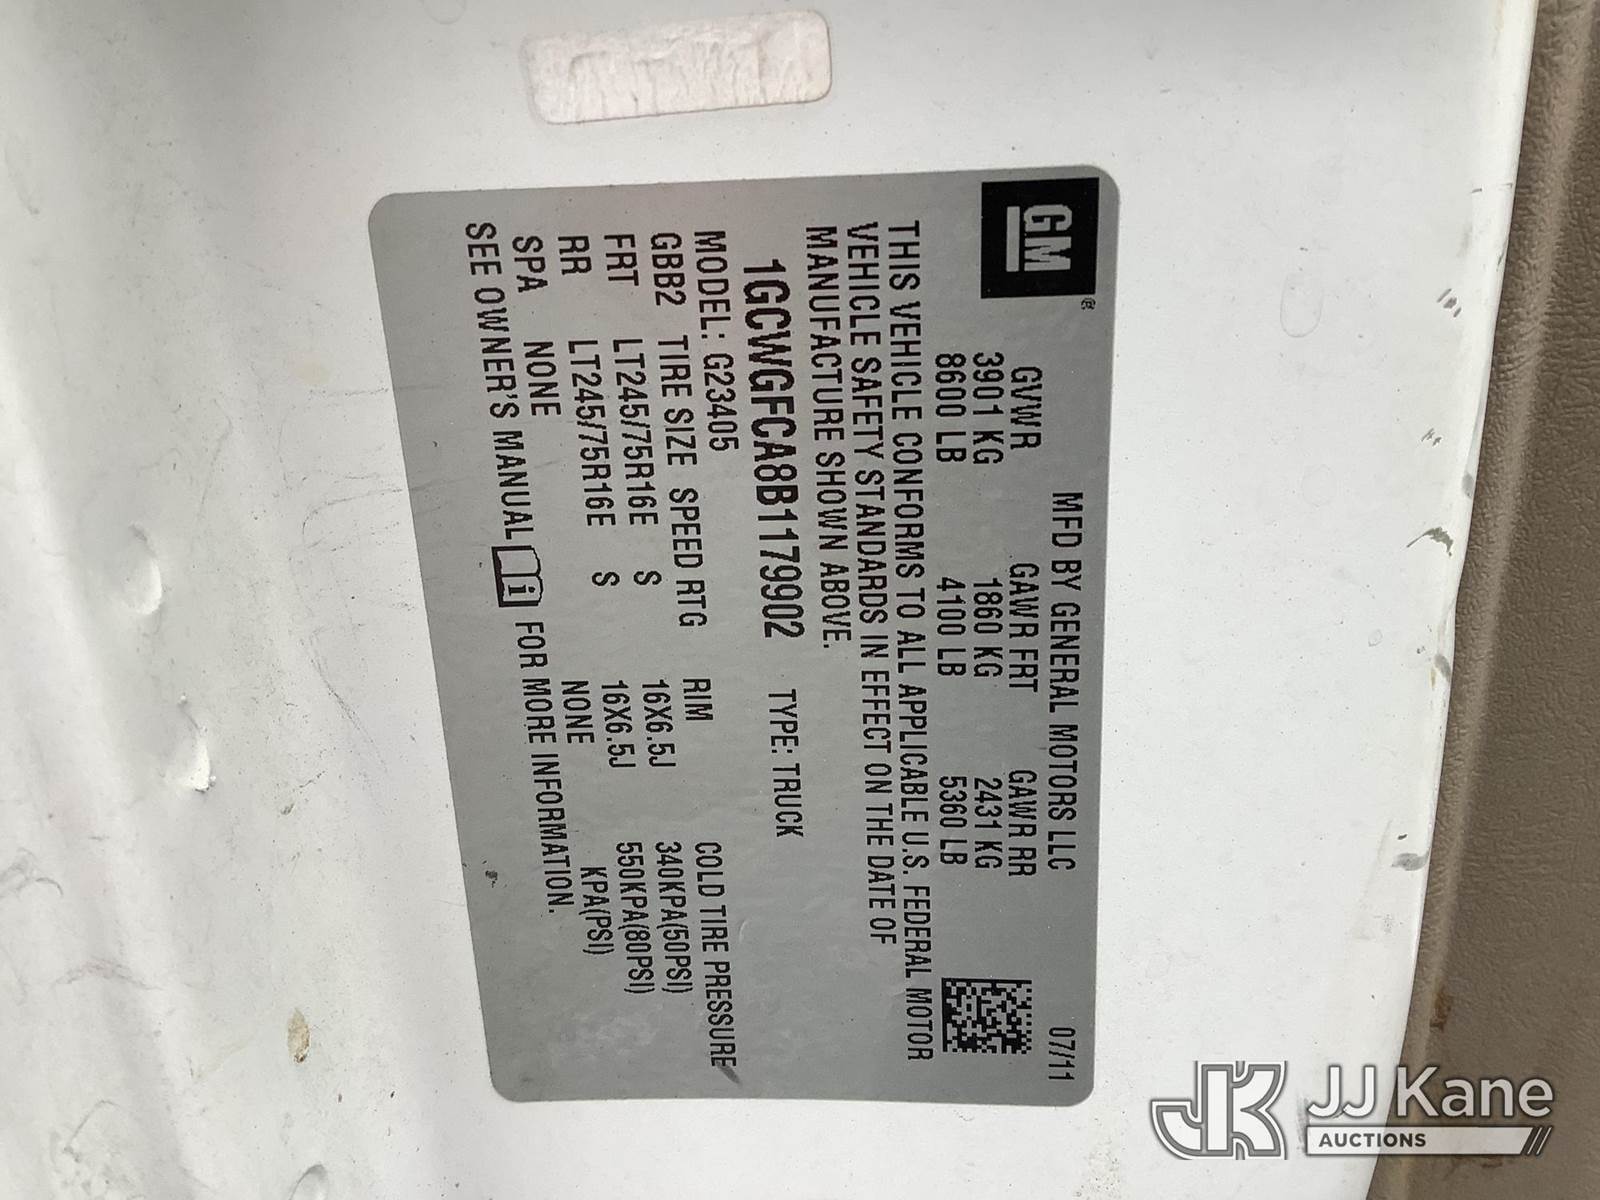 GM ®
MFD BY GENERAL MOTORS LLC 07/11
GVWR GAWR FRT GAWR RR
3901 KG 1860 KG 2431 KG
8600 LB 4100 LB 5360 LB
THIS VEHICLE CONFORMS TO ALL APPLICABLE U.S. FEDERAL MOTOR
VEHICLE SAFETY STANDARDS IN EFFECT ON THE DATE OF
MANUFACTURE SHOWN ABOVE.
1GCWGFCA8B1179902 TYPE: TRUCK
MODEL: G23405
GBB2 TIRE SIZE SPEED RTG RIM COLD TIRE PRESSURE
FRT LT245/75R16E S 16X6.5J 340KPA(50PSI)
RR LT245/75R16E S 16X6.5J 550KPA(80PSI)
SPA NONE NONE KPA(PSI)
SEE OWNER'S MANUAL i FOR MORE INFORMATION.
JK JJ Kane
AUCTIONS